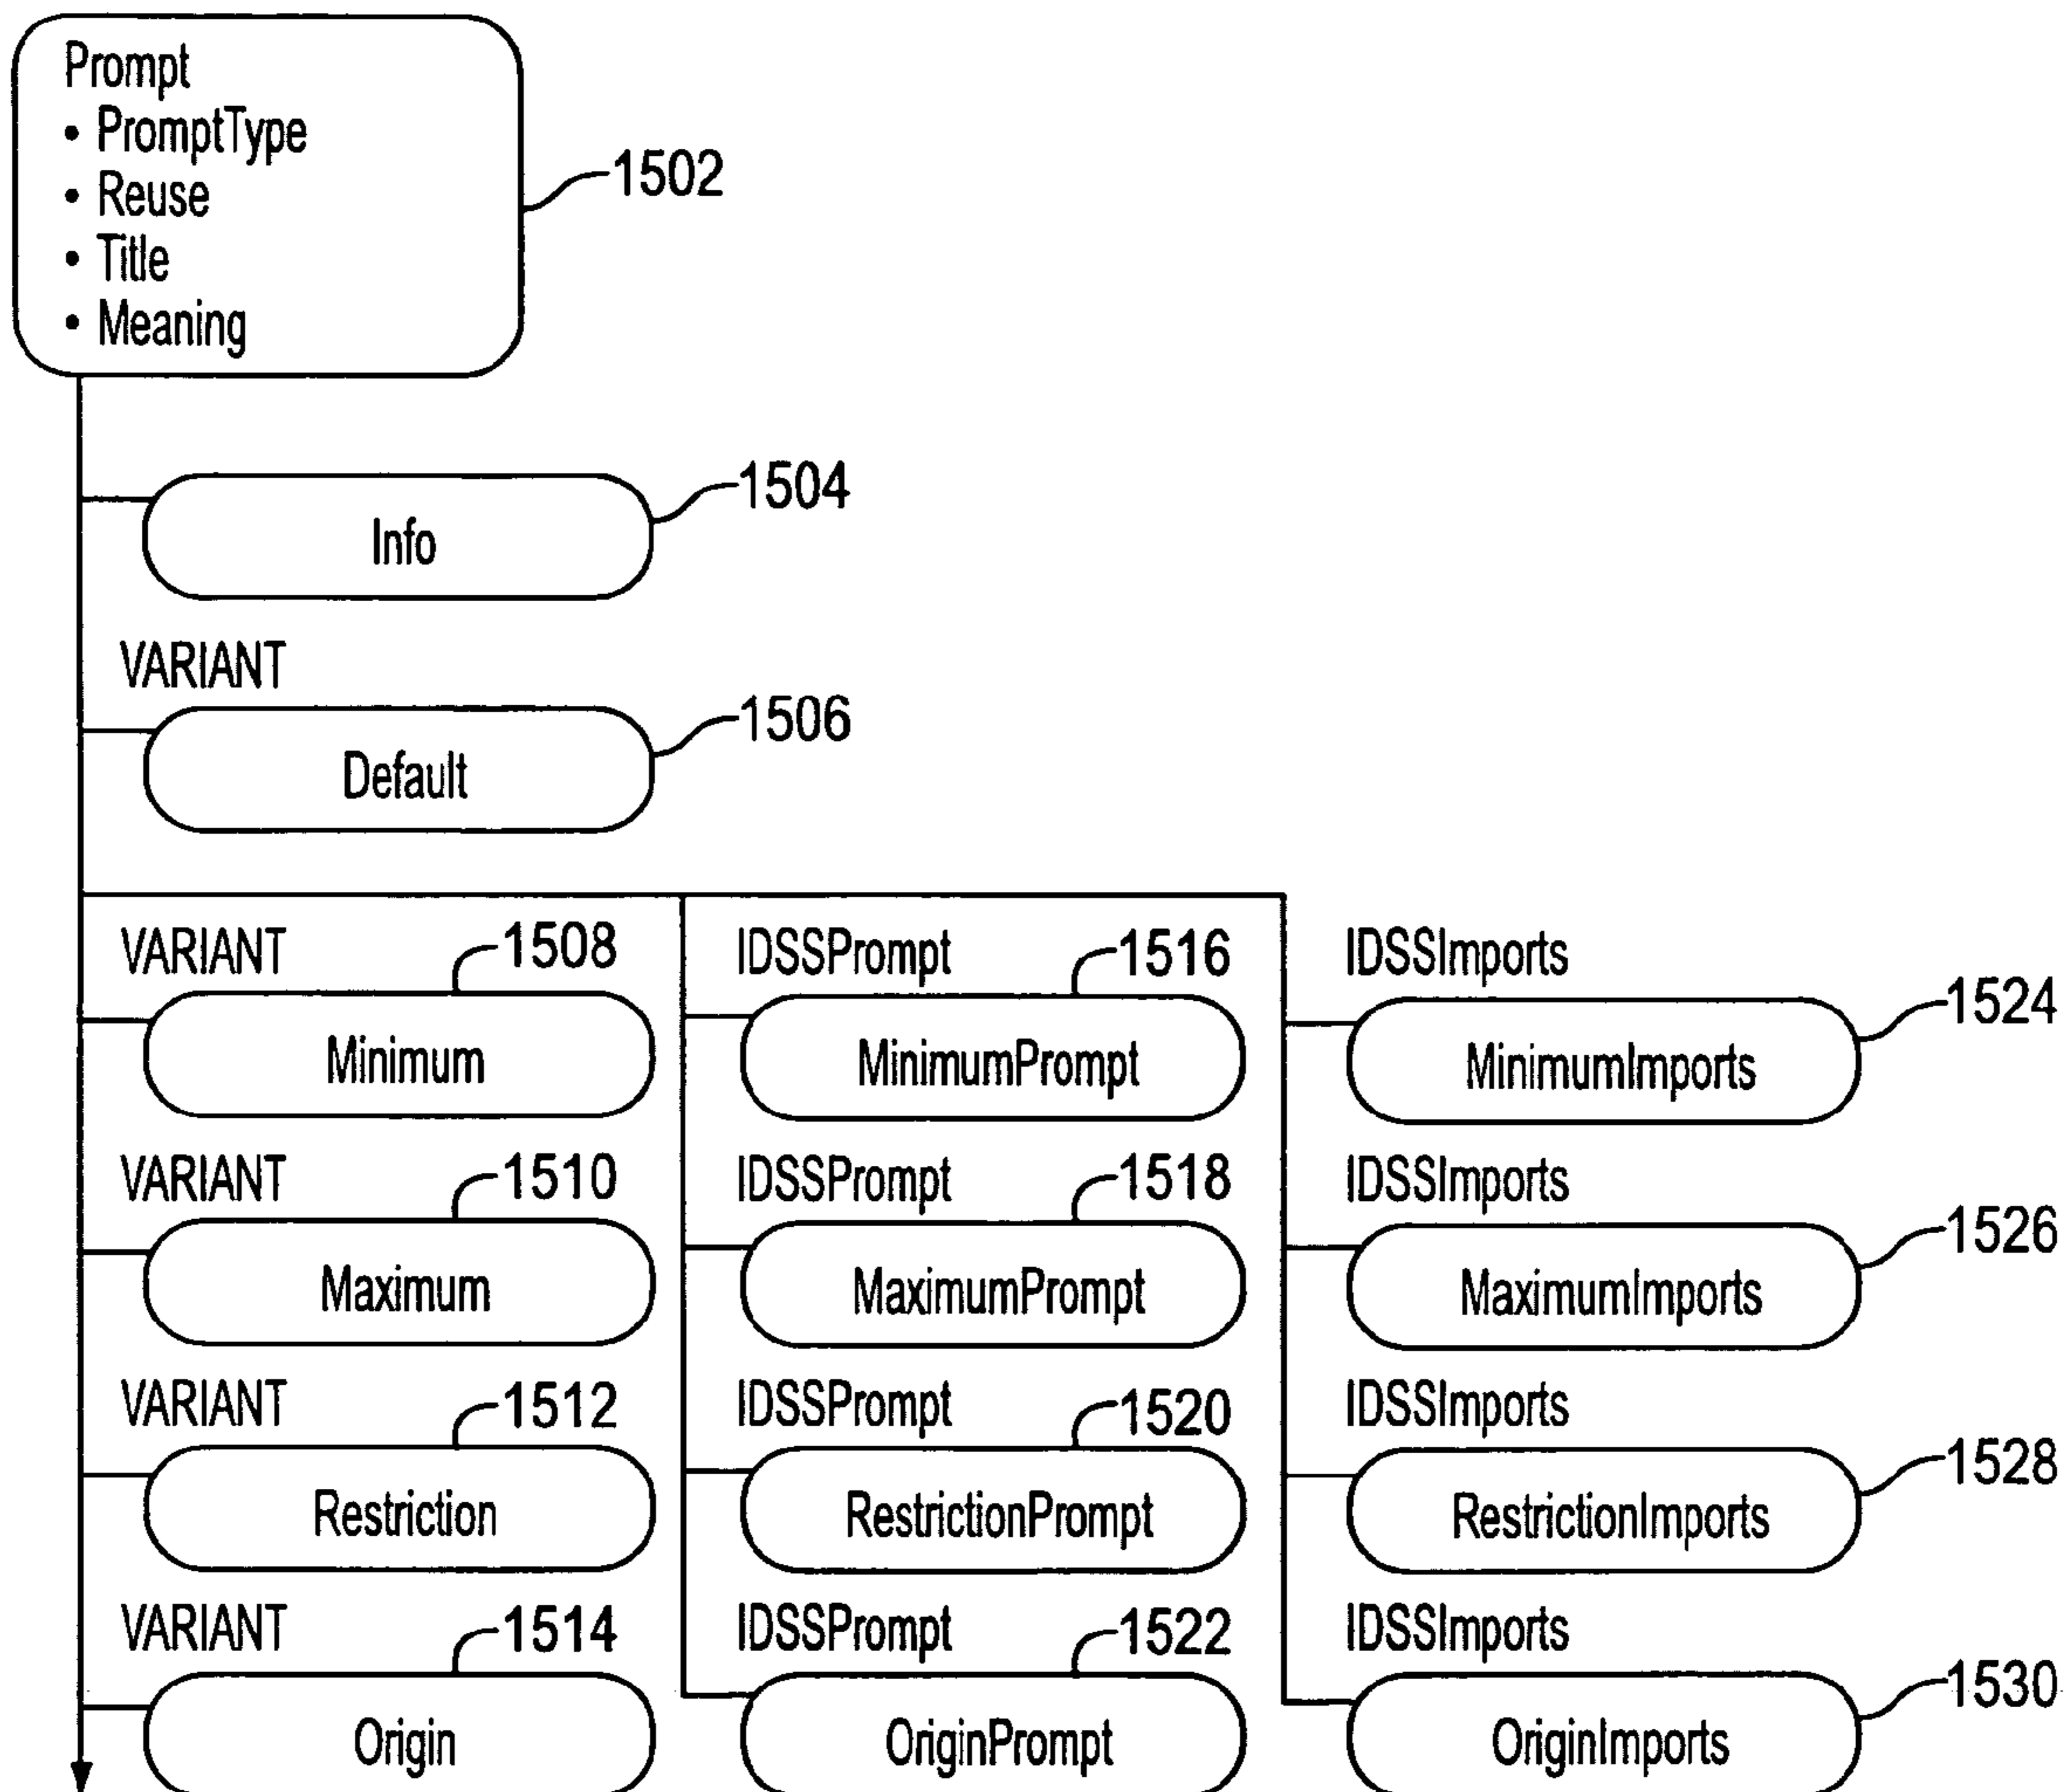 Prompt
• PromptType
• Reuse
• Title
• Meaning
1502
1504
Info
VARIANT
1506
Default
VARIANT 1508 IDSSPrompt 1516 IDSSImports
1524
Minimum MinimumPrompt MinimumImports
VARIANT 1510 IDSSPrompt 1518 IDSSImports
1526
Maximum MaximumPrompt MaximumImports
VARIANT 1512 IDSSPrompt 1520 IDSSImports
1528
Restriction RestrictionPrompt RestrictionImports
VARIANT 1514 IDSSPrompt 1522 IDSSImports
1530
Origin OriginPrompt OriginImports